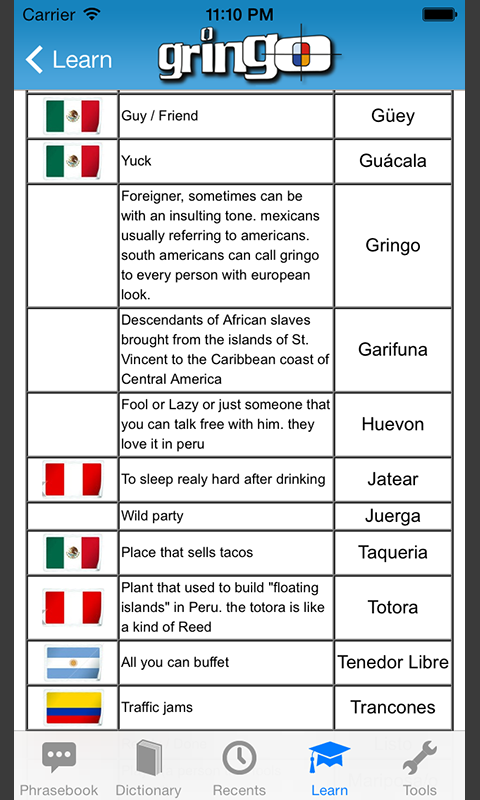 Carrier 11:10 PM
Learn gringo
Guy / Friend Güey
Yuck Guácala
Foreigner, sometimes can be
with an insulting tone. mexicans
usually referring to americans.
south americans can call gringo
to every person with european
look.
Gringo
Descendants of African slaves
brought from the islands of St.
Vincent to the Caribbean coast of
Central America
Garifuna
Fool or Lazy or just someone that
you can talk free with him. they
love it in peru
Huevon
To sleep realy hard after drinking Jatear
Wild party Juerga
Place that sells tacos Taqueria
Plant that used to build "floating
islands" in Peru. the totora is like
a kind of Reed
Totora
All you can buffet Tenedor Libre
Traffic jams Trancones
Phrasebook Dictionary Recents Learn Tools